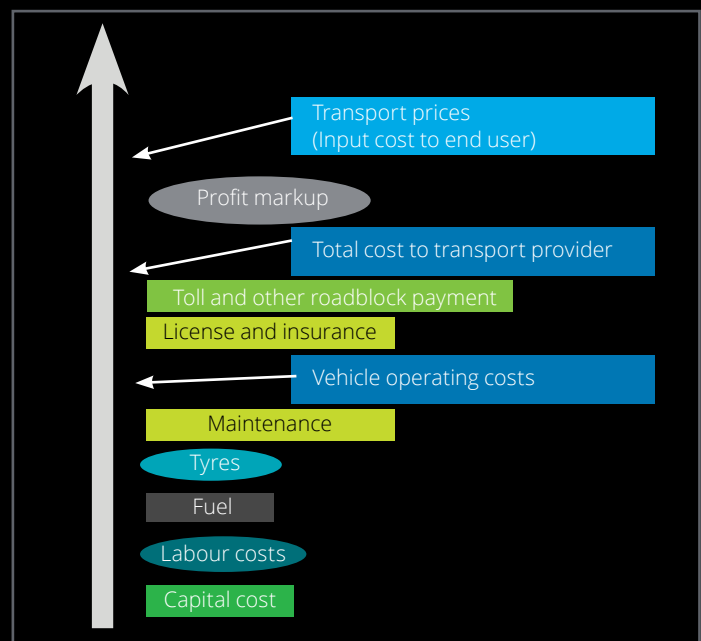 Transport prices
(Input cost to end user)
Profit markup
Total cost to transport provider
Toll and other roadblock payment
License and insurance
Vehicle operating costs
Maintenance
Tyres
Fuel
Labour costs
Capital cost